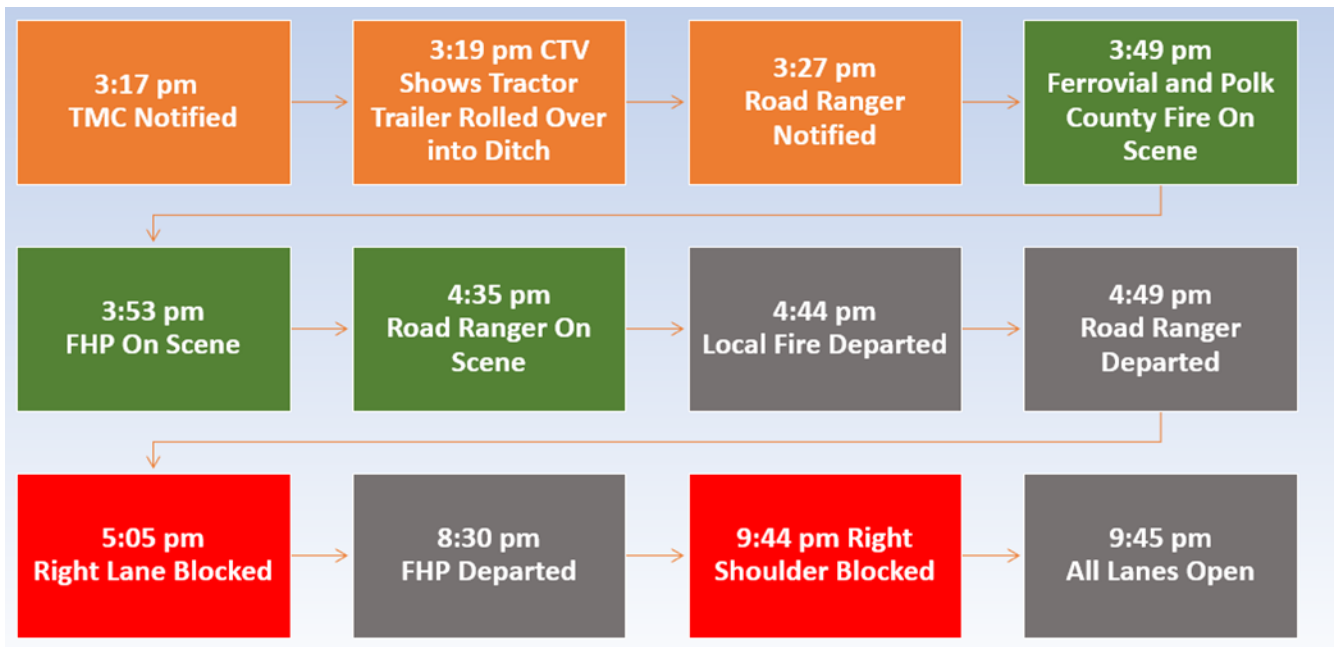 3:17 pm
TMC Notified
3:19 pm CTV
Shows Tractor
Trailer Rolled Over
into Ditch
3:27 pm
Road Ranger
Notified
3:49 pm
Ferrovial and Polk
County Fire On
Scene
3:53 pm
FHP On Scene
4:35 pm
Road Ranger On
Scene
4:44 pm
Local Fire Departed
4:49 pm
Road Ranger
Departed
5:05 pm
Right Lane Blocked
8:30 pm
FHP Departed
9:44 pm Right
Shoulder Blocked
9:45 pm
All Lanes Open